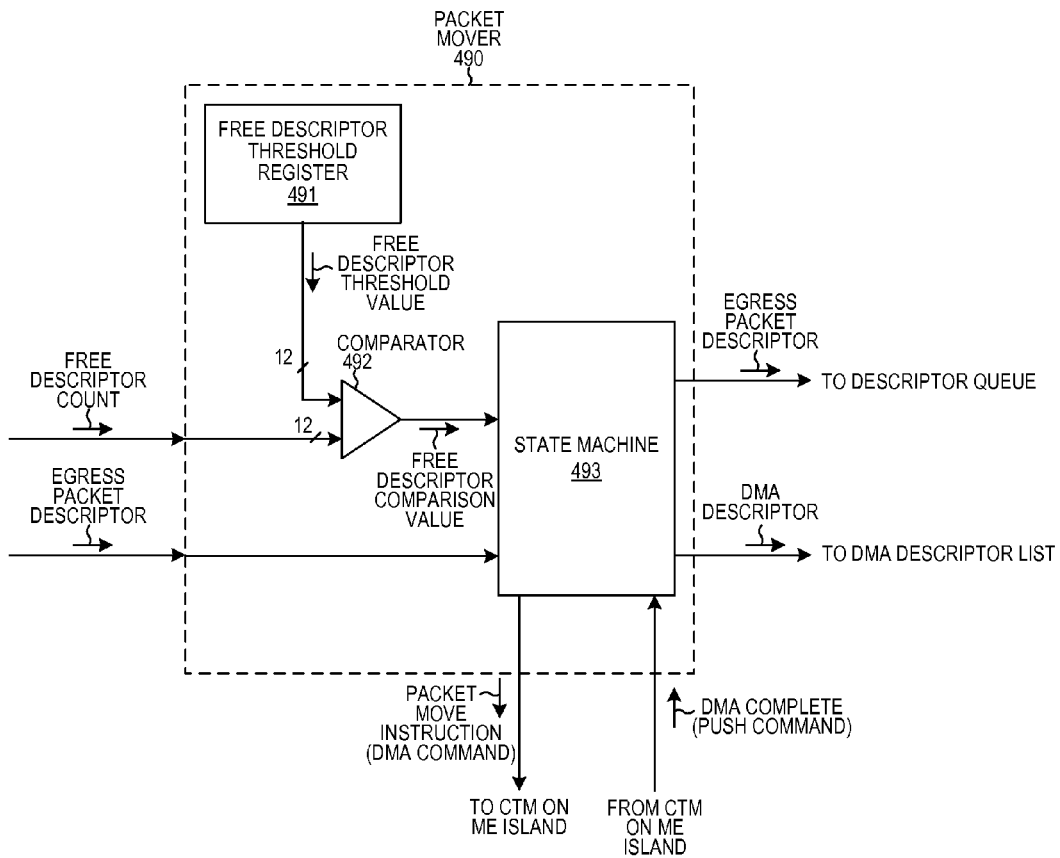 PACKET
MOVER
490
FREE DESCRIPTOR
THRESHOLD
REGISTER
491
FREE
DESCRIPTOR
THRESHOLD
VALUE
COMPARATOR
492
12
12
FREE
DESCRIPTOR
COUNT
EGRESS
PACKET
DESCRIPTOR
FREE
DESCRIPTOR
COMPARISON
VALUE
STATE MACHINE
493
EGRESS
PACKET
DESCRIPTOR
TO DESCRIPTOR QUEUE
DMA
DESCRIPTOR
TO DMA DESCRIPTOR LIST
PACKET
MOVE
INSTRUCTION
(DMA COMMAND)
DMA COMPLETE
(PUSH COMMAND)
TO CTM ON
ME ISLAND
FROM CTM
ON ME
ISLAND